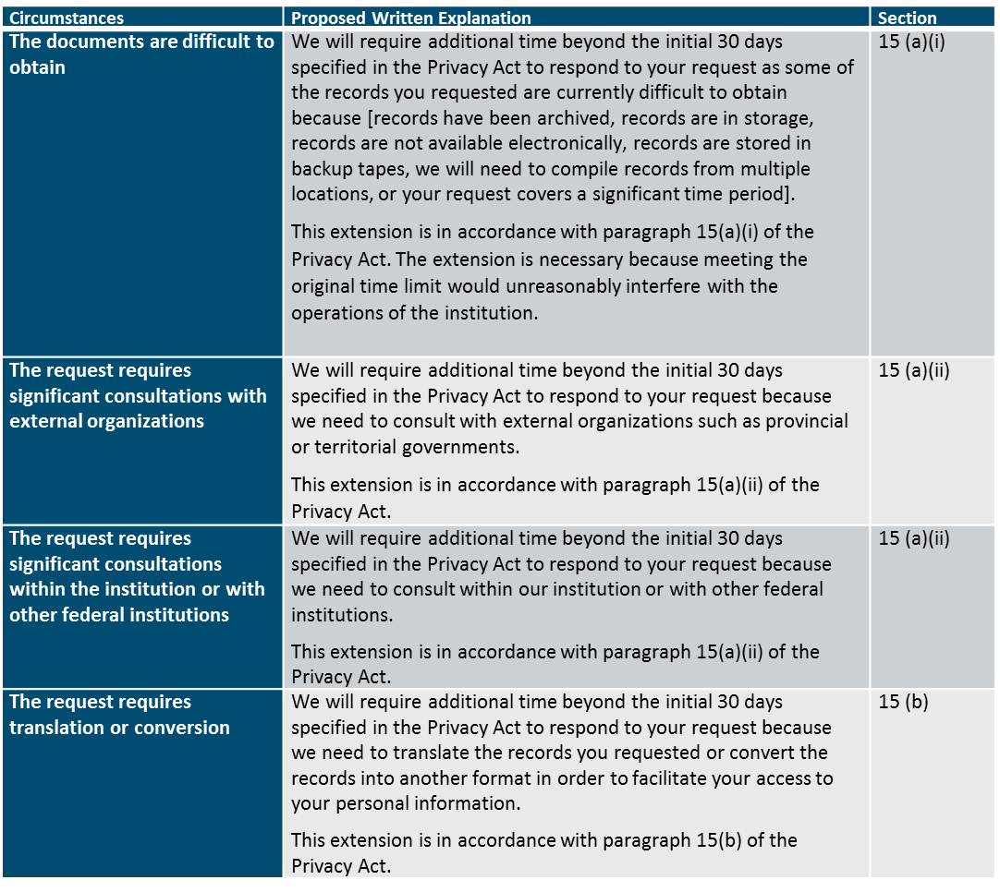 Circumstances
Proposed Written Explanation
Section
The documents are difficult to
obtain
We will require additional time beyond the initial 30 days
specified in the Privacy Act to respond to your request as some of
the records you requested are currently difficult to obtain
because [records have been archived, records are in storage,
records are not available electronically, records are stored in
backup tapes, we will need to compile records from multiple
locations, or your request covers a significant time period].
This extension is in accordance with paragraph 15(a)(i) of the
Privacy Act. The extension is necessary because meeting the
original time limit would unreasonably interfere with the
operations of the institution.
15 (a)(i)
The request requires
significant consultations with
external organizations
We will require additional time beyond the initial 30 days
specified in the Privacy Act to respond to your request because
we need to consult with external organizations such as provincial
or territorial governments.
This extension is in accordance with paragraph 15(a)(ii) of the
Privacy Act.
15 (a)(ii)
The request requires
significant consultations
within the institution or with
other federal institutions
We will require additional time beyond the initial 30 days
specified in the Privacy Act to respond to your request because
we need to consult within our institution or with other federal
institutions.
This extension is in accordance with paragraph 15(a)(ii) of the
Privacy Act.
15 (a)(ii)
The request requires
translation or conversion
We will require additional time beyond the initial 30 days
specified in the Privacy Act to respond to your request because
we need to translate the records you requested or convert the
records into another format in order to facilitate your access to
your personal information.
This extension is in accordance with paragraph 15(b) of the
Privacy Act.
15 (b)